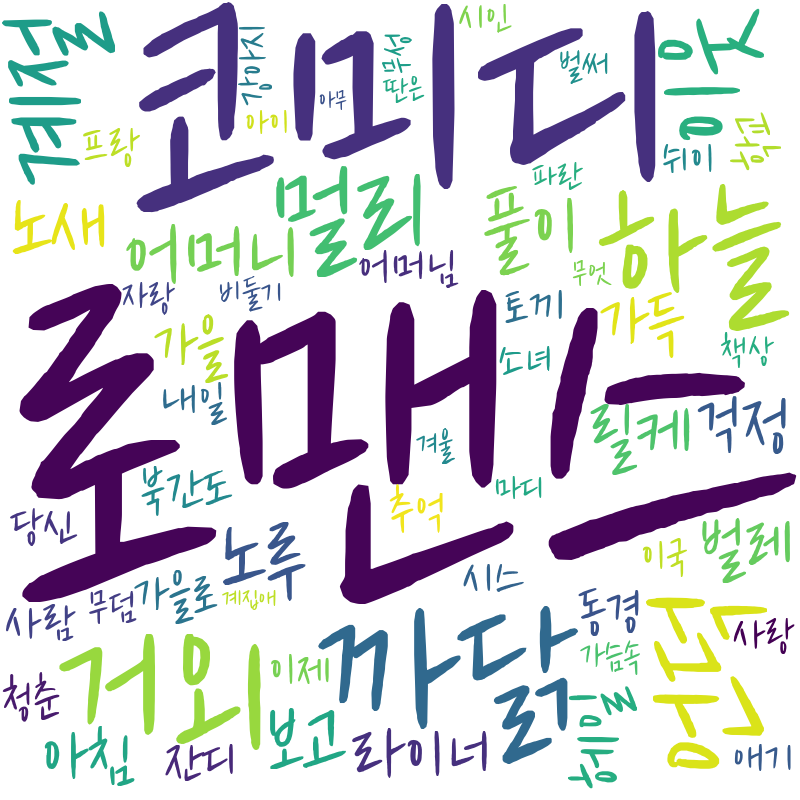 코미디
계절
강아지
시인
벌써
아무
딴은
무성
아이
프랑
쉬이
파란
노새
어머니
멀리
어머님
풀이
하늘
무엇
자랑
비둘기
토끼
가득
가을
소녀
책상
로맨스
내일
겨울
릴케
걱정
북간도
마디
추억
당신
노루
이국
벌레
시스
사람
무덤
가을로
계집애
동경
사랑
까닭
거외
이제
가슴속
청춘
아침
잔디
보고
라이너
애기